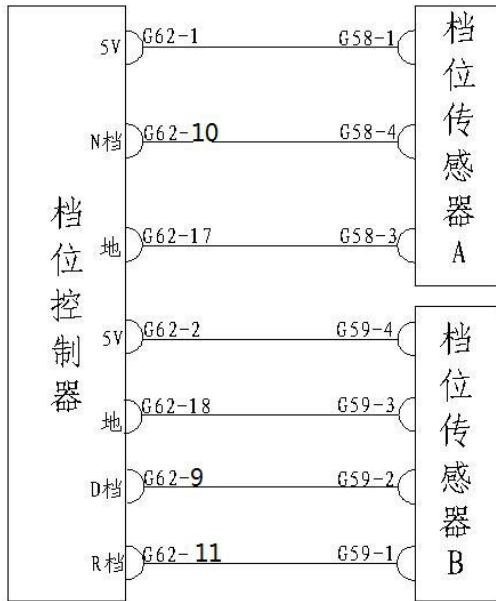 档位控制器
5V G62-1 G58-1
N档 G62-10 G58-4
地 G62-17 G58-3
档位传感器A
5V G62-2 G59-4
地 G62-18 G59-3
D档 G62-9 G59-2
R档 G62-11 G59-1
档位传感器B